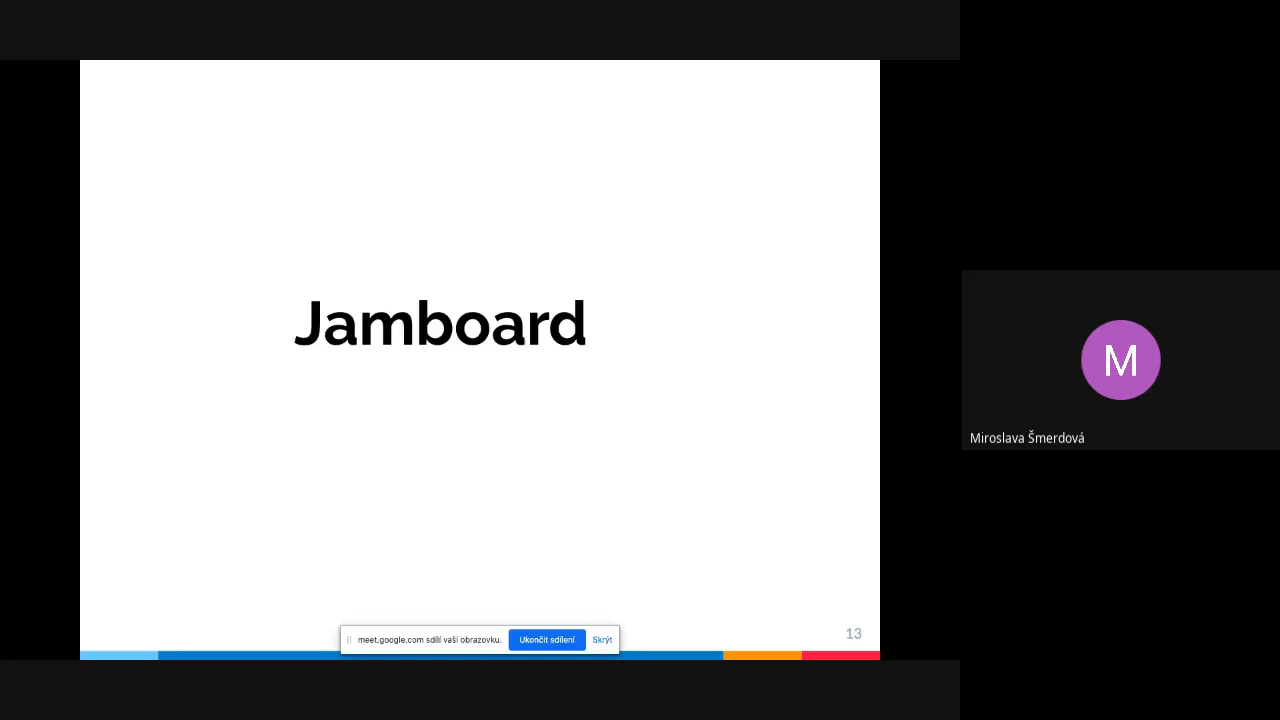 Jamboard
M
Miroslava Šmerdová
13
meet.google.com sdílí vaši obrazovku. Ukončit sdílení Skrýt